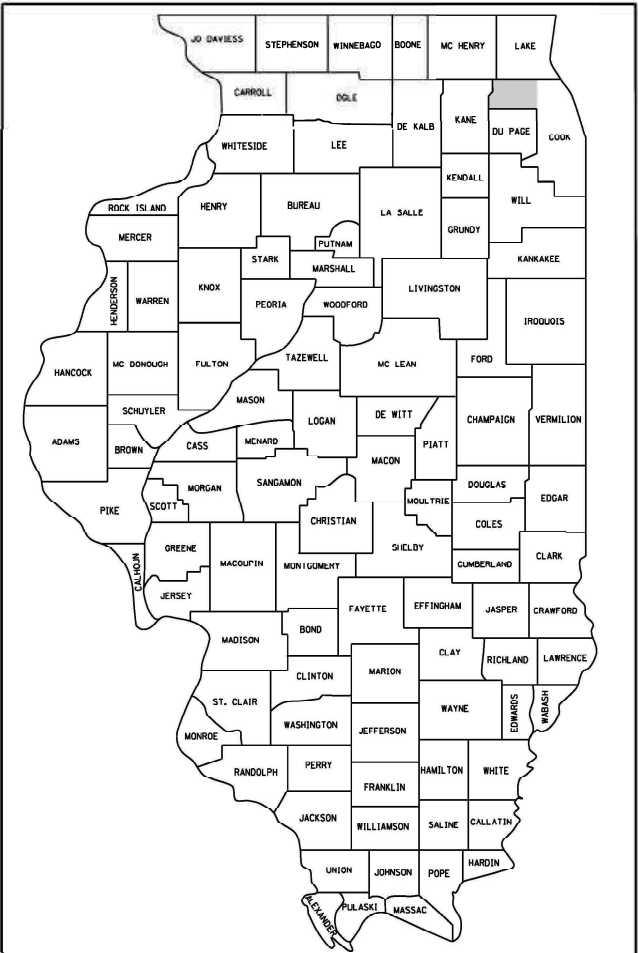 JO DAVIESS
STEPHENSON
WINNEBAGO
BOONE
MC HENRY
LAKE
CARROLL
OGLE
DE KALB
KANE
DU PAGE
COOK
WHITESIDE
LEE
KENDALL
WILL
ROCK ISLAND
HENRY
BUREAU
LA SALLE
GRUNDY
MERCER
PUTNAM
STARK
MARSHALL
KANKAKEE
HENDERSON
WARREN
KNOX
PEORIA
WOODFORD
LIVINGSTON
IROQUOIS
HANCOCK
MC DONOUGH
FULTON
TAZEWELL
MC LEAN
FORD
MASON
SCHUYLER
LOGAN
DE WITT
CHAMPAIGN
VERMILION
ADAMS
BROWN
CASS
MENARD
MACON
PIATT
PIKE
SCOTT
MORGAN
SANGAMON
MOULTRIE
DOUGLAS
EDGAR
CHRISTIAN
COLES
CALHOUN
GREENE
MACOUPIN
MONTGOMERY
SHELBY
CUMBERLAND
CLARK
JERSEY
FAYETTE
EFFINGHAM
JASPER
CRAWFORD
MADISON
BOND
CLAY
RICHLAND
LAWRENCE
CLINTON
MARION
ST. CLAIR
WAYNE
EDWARDS
WABASH
MONROE
WASHINGTON
JEFFERSON
RANDOLPH
PERRY
HAMILTON
WHITE
FRANKLIN
JACKSON
WILLIAMSON
SALINE
CALLATIN
UNION
JOHNSON
POPE
HARDIN
ALEXANDER
PULASKI
MASSAC